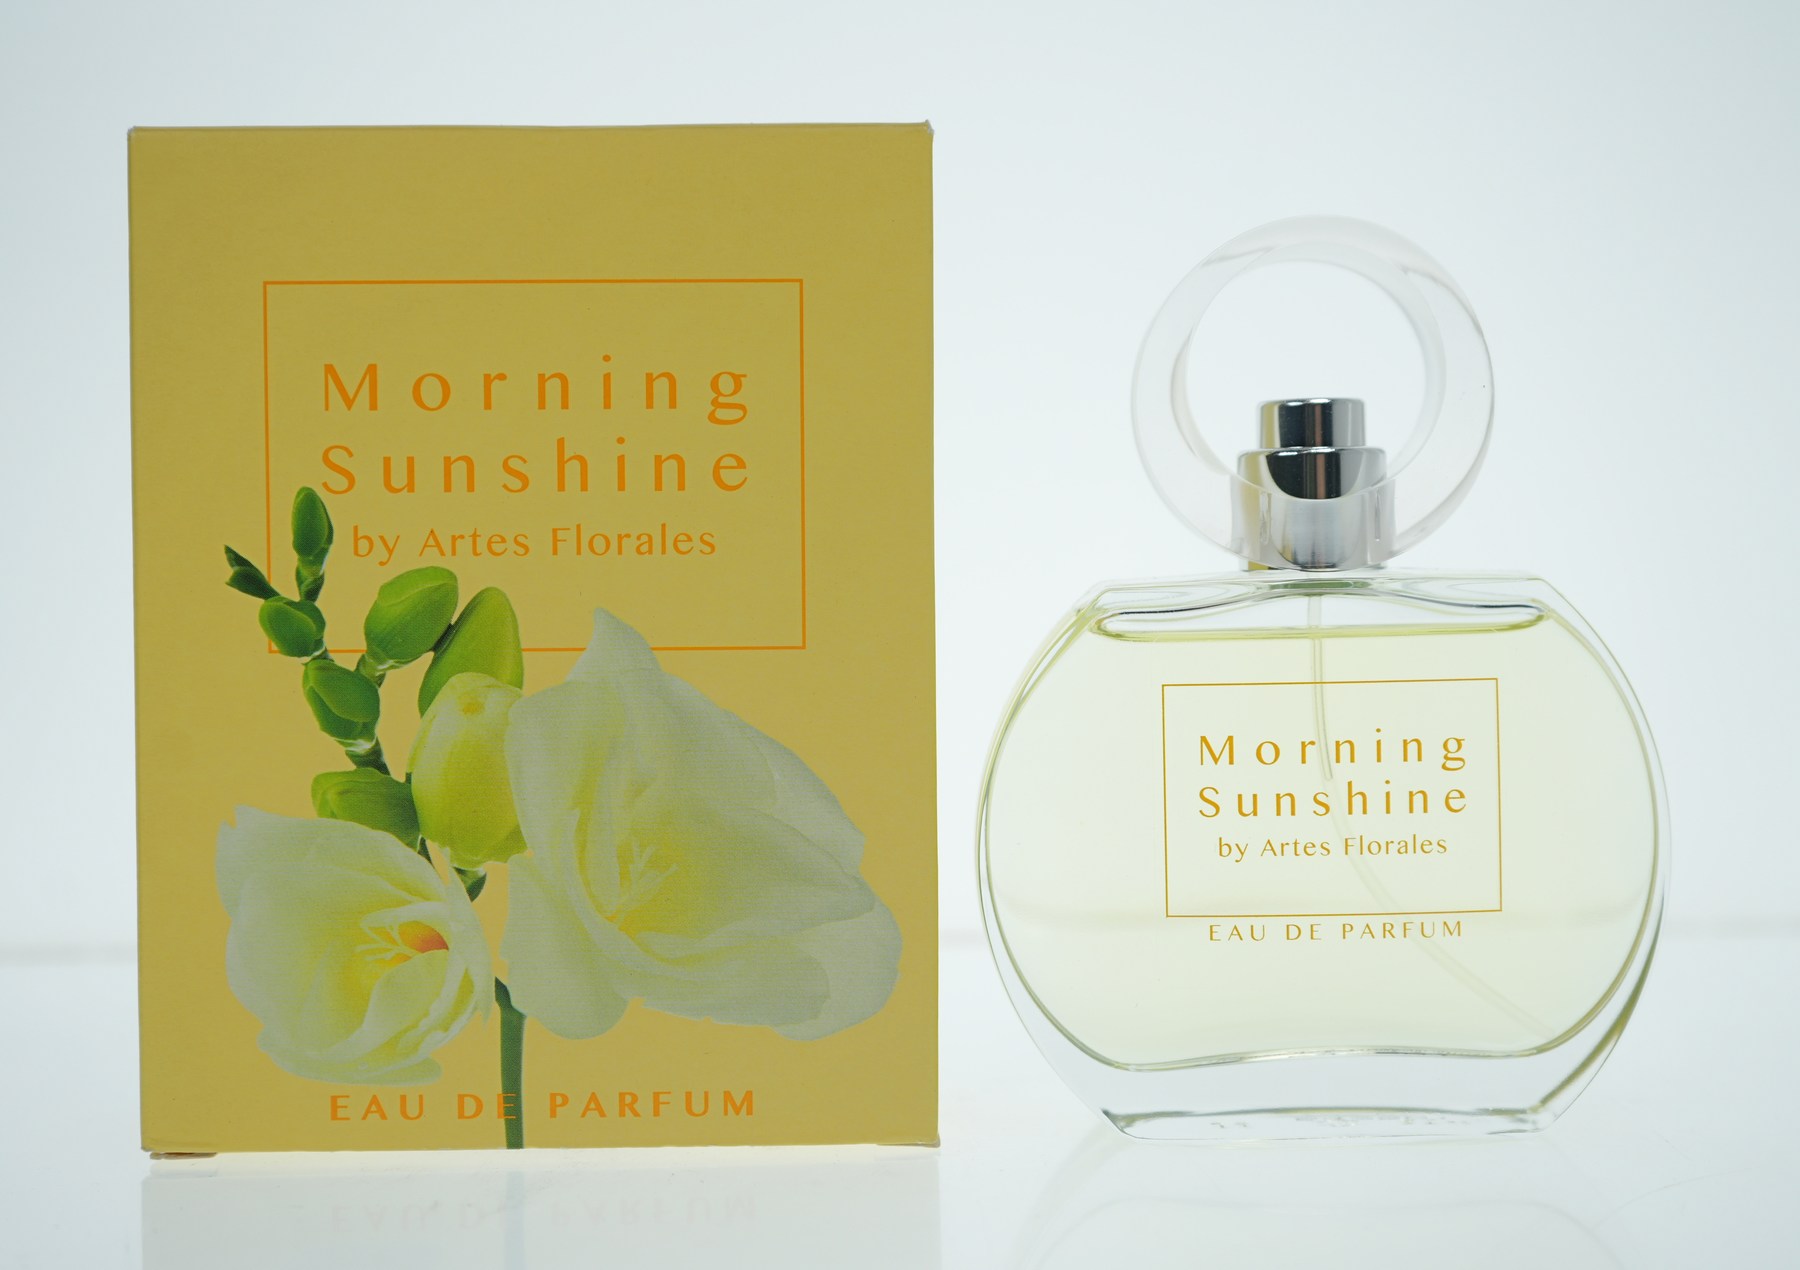 Morning
Sunshine
by Artes Florales
EAU DE PARFUM
Morning
Sunshine
by Artes Florales
EAU DE PARFUM